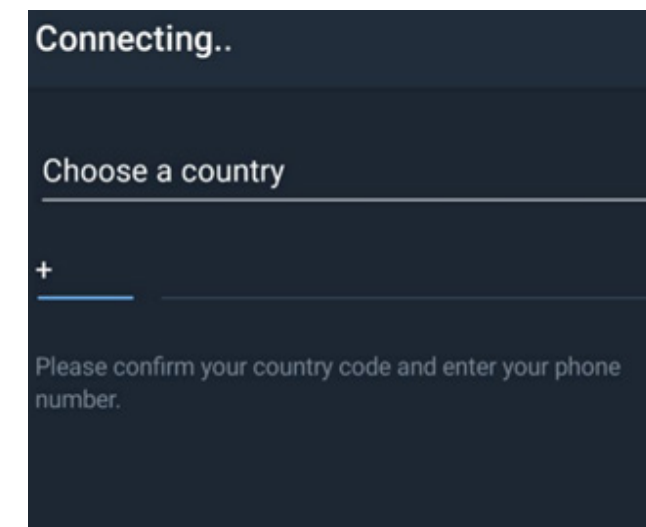 Connecting..
Choose a country
+
Please confirm your country code and enter your phone
number.